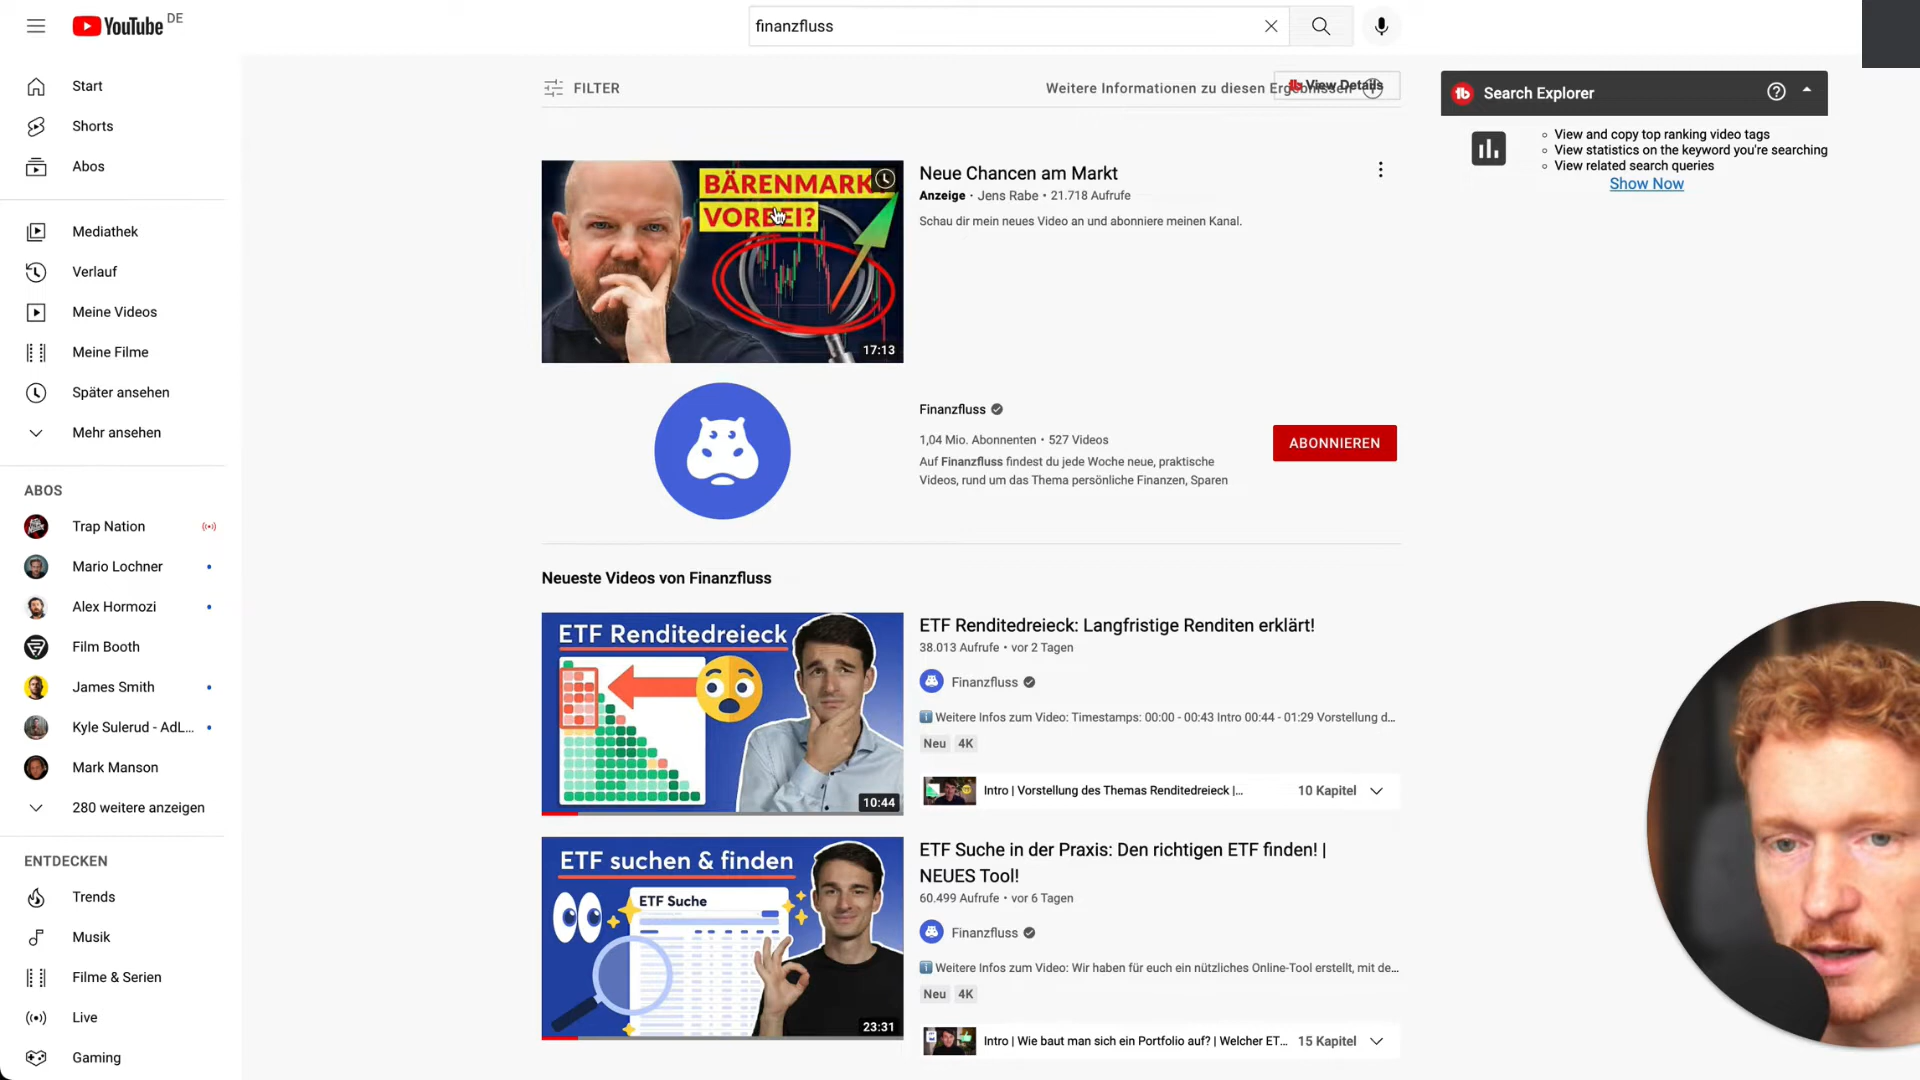 YouTube DE
finanzfluss
Start
Shorts
Abos
Mediathek
Verlauf
Meine Videos
Meine Filme
Später ansehen
Mehr ansehen
ABOS
Trap Nation
Mario Lochner
Alex Hormozi
Film Booth
James Smith
Kyle Sulerud - AdL...
Mark Manson
280 weitere anzeigen
ENTDECKEN
Trends
Musik
Filme & Serien
Live
Gaming
FILTER
Weitere Informationen zu diesen Ergebnissen
View Details
BÄRENMARK
VORBEI?
17:13
Neue Chancen am Markt
Anzeige • Jens Rabe • 21.718 Aufrufe
Schau dir mein neues Video an und abonniere meinen Kanal.
Finanzfluss
1,04 Mio. Abonnenten • 527 Videos
Auf Finanzfluss findest du jede Woche neue, praktische
Videos, rund um das Thema persönliche Finanzen, Sparen
ABONNIEREN
Neueste Videos von Finanzfluss
ETF Renditedreieck
10:44
ETF Renditedreieck: Langfristige Renditen erklärt!
38.013 Aufrufe • vor 2 Tagen
Finanzfluss
Weitere Infos zum Video: Timestamps: 00:00 - 00:43 Intro 00:44 - 01:29 Vorstellung d...
Neu 4K
Intro | Vorstellung des Themas Renditedreieck |... 10 Kapitel
ETF suchen & finden
ETF Suche
23:31
ETF Suche in der Praxis: Den richtigen ETF finden! |
NEUES Tool!
60.499 Aufrufe • vor 6 Tagen
Finanzfluss
Weitere Infos zum Video: Wir haben für euch ein nützliches Online-Tool erstellt, mit de...
Neu 4K
Intro | Wie baut man sich ein Portfolio auf? | Welcher ET... 15 Kapitel
Search Explorer
View and copy top ranking video tags
View statistics on the keyword you're searching
View related search queries
Show Now